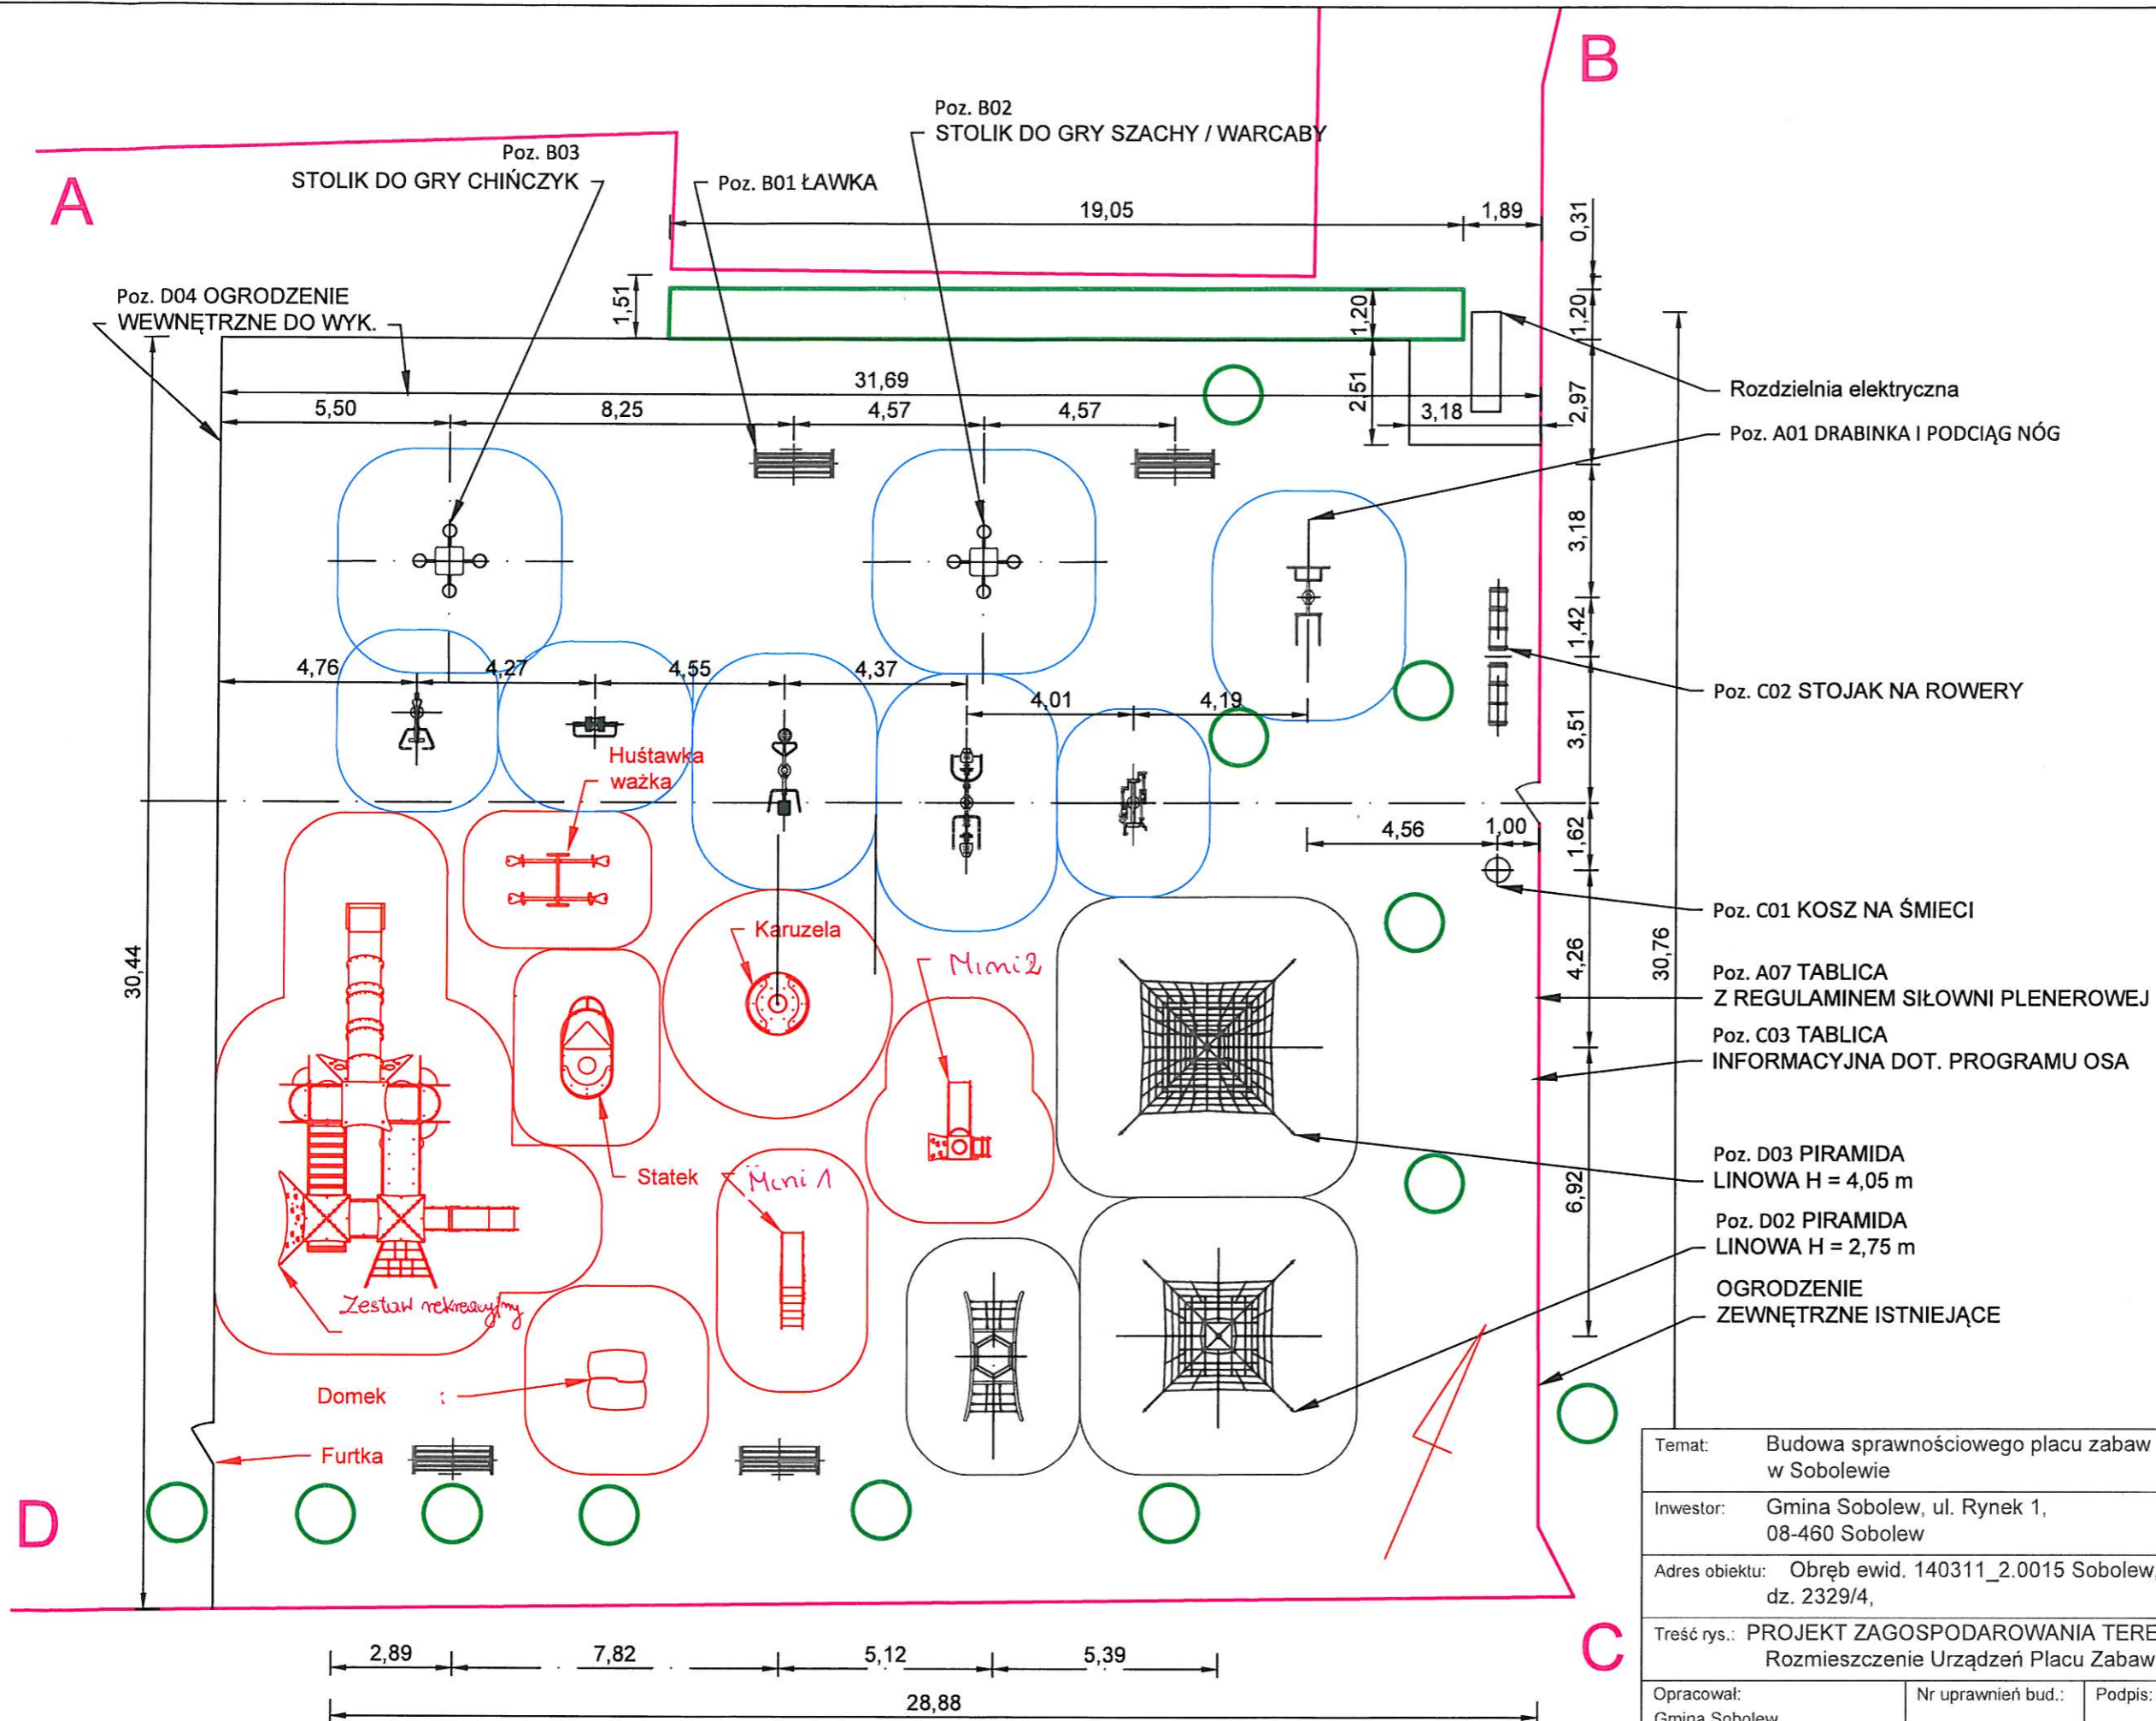 B
Poz. B02
STOLIK DO GRY SZACHY / WARCABY
Poz. B03
STOLIK DO GRY CHIŃCZYK
Poz. B01 ŁAWKA
A
19,05
1,89
0,31
Poz. D04 OGRODZENIE
WEWNĘTRZNE DO WYK.
1,51
1,20
1,20
31,69
2,51
2,97
Rozdzielnia elektryczna
5,50
8,25
4,57
4,57
3,18
Poz. A01 DRABINKA I PODCIĄG NÓG
3,18
1,42
4,76
4,27
4,55
4,37
4,01
4,19
Poz. C02 STOJAK NA ROWERY
3,51
Huśtawka
ważka
4,56
1,00
1,62
Poz. C01 KOSZ NA ŚMIECI
Karuzela
Mini 2
30,44
4,26
30,76
Poz. A07 TABLICA
Z REGULAMINEM SIŁOWNI PLENEROWEJ
Poz. C03 TABLICA
INFORMACYJNA DOT. PROGRAMU OSA
Statek
Mini 1
6,92
Poz. D03 PIRAMIDA
LINOWA H = 4,05 m
Poz. D02 PIRAMIDA
LINOWA H = 2,75 m
OGRODZENIE
ZEWNĘTRZNE ISTNIEJĄCE
Zestaw rekreacyjny
Domek :
Furtka
D
C
Temat: Budowa sprawnościowego placu zabaw
w Sobolewie
Inwestor: Gmina Sobolew, ul. Rynek 1,
08-460 Sobolew
Adres obiektu: Obręb ewid. 140311_2.0015 Sobolew,
dz. 2329/4,
Treść rys.: PROJEKT ZAGOSPODAROWANIA TERE
Rozmieszczenie Urządzeń Placu Zabaw
Opracował: Nr uprawnień bud.: Podpis:
Gmina Sobolew
2,89
7,82
5,12
5,39
28,88